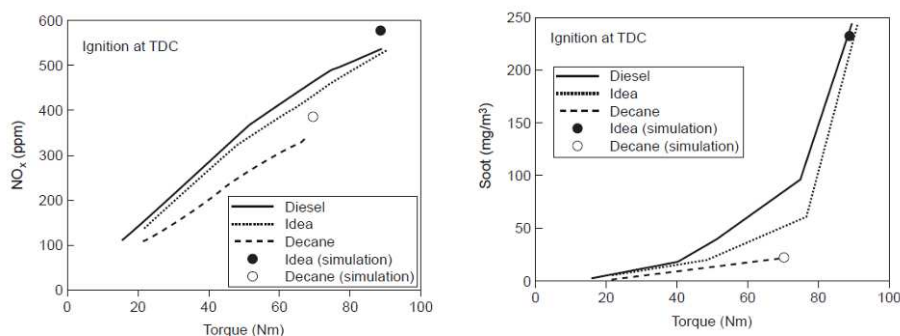 600
500
400
300
200
100
0
NOx (ppm)
Ignition at TDC
Diesel
Idea
Decane
Idea (simulation)
Decane (simulation)
0 20 40 60 80 100
Torque (Nm)
250
200
150
100
50
0
Soot (mg/m³)
Ignition at TDC
Diesel
Idea
Decane
Idea (simulation)
Decane (simulation)
0 20 40 60 80 100
Torque (Nm)